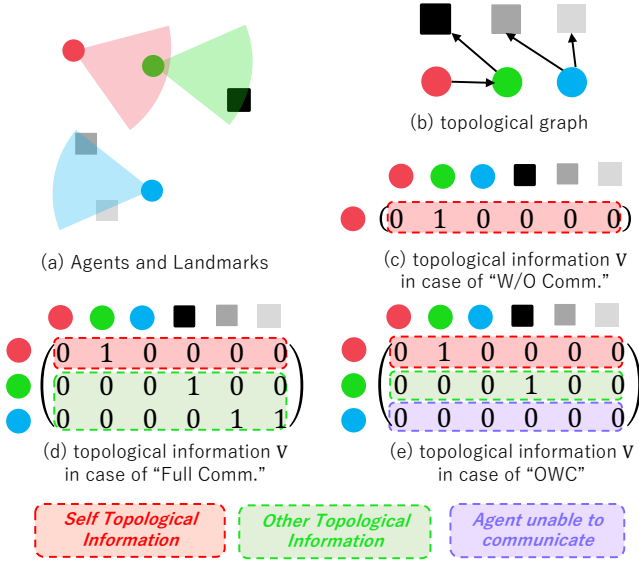 (b) topological graph
(0 1 0 0 0 0)
(a) Agents and Landmarks
(c) topological information V
in case of "W/O Comm."
0 1 0 0 0 0
0 0 0 1 0 0
0 0 0 0 1 1
(d) topological information V
in case of "Full Comm."
0 1 0 0 0 0
0 0 0 1 0 0
0 0 0 0 0 0
(e) topological information V
in case of "OWC"
Self Topological
Information
Other Topological
Information
Agent unable to
communicate